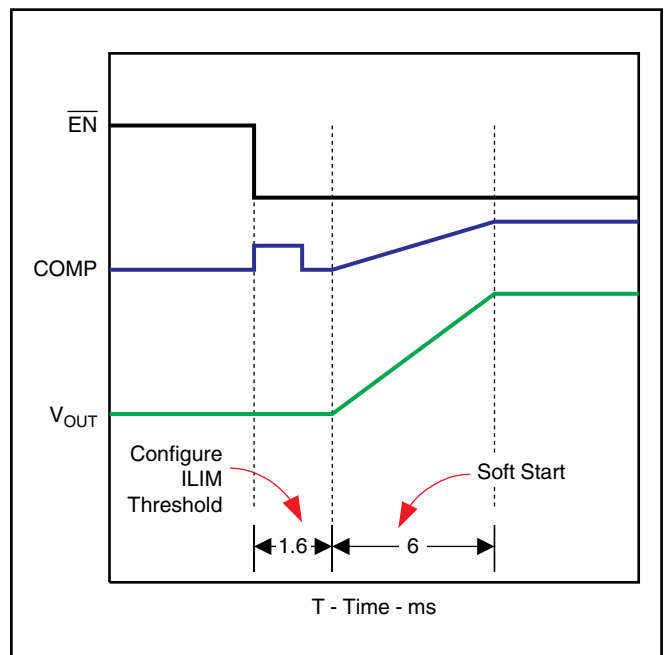 EN
COMP
VOUT
Configure
ILIM
Threshold
Soft Start
1.6
6
T - Time - ms